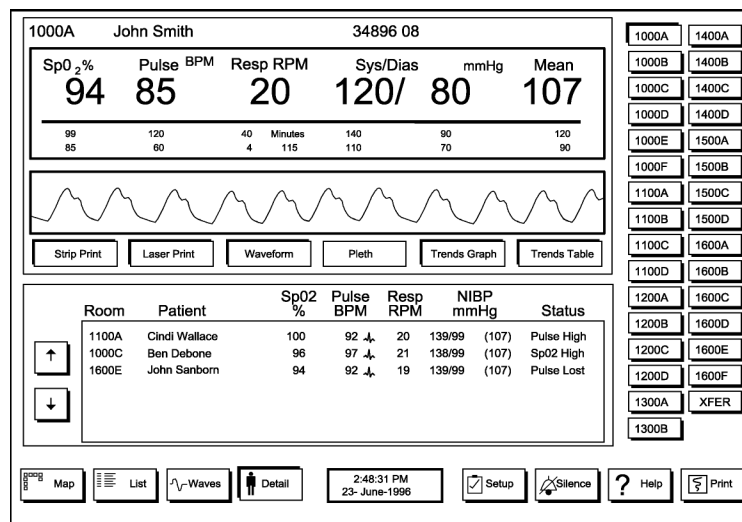 1000A John Smith 34896 08
Sp0 2% Pulse BPM Resp RPM Sys/Dias mmHg Mean
94 85 20 120/ 80 107
99 120 40 Minutes 140 90 120
85 60 4 115 110 70 90
Strip Print Laser Print Waveform Pleth Trends Graph Trends Table
Sp02 Pulse Resp NIBP
Room Patient % BPM RPM mmHg Status
1100A Cindi Wallace 100 92 20 139/99 (107) Pulse High
1000C Ben Debone 96 97 21 138/99 (107) Sp02 High
1600E John Sanborn 94 92 19 139/99 (107) Pulse Lost
1000A 1400A
1000B 1400B
1000C 1400C
1000D 1400D
1000E 1500A
1000F 1500B
1100A 1500C
1100B 1500D
1100C 1600A
1100D 1600B
1200A 1600C
1200B 1600D
1200C 1600E
1200D 1600F
1300A XFER
1300B
Map List Waves Detail 2:48:31 PM Setup Silence ? Help Print
23- June-1996